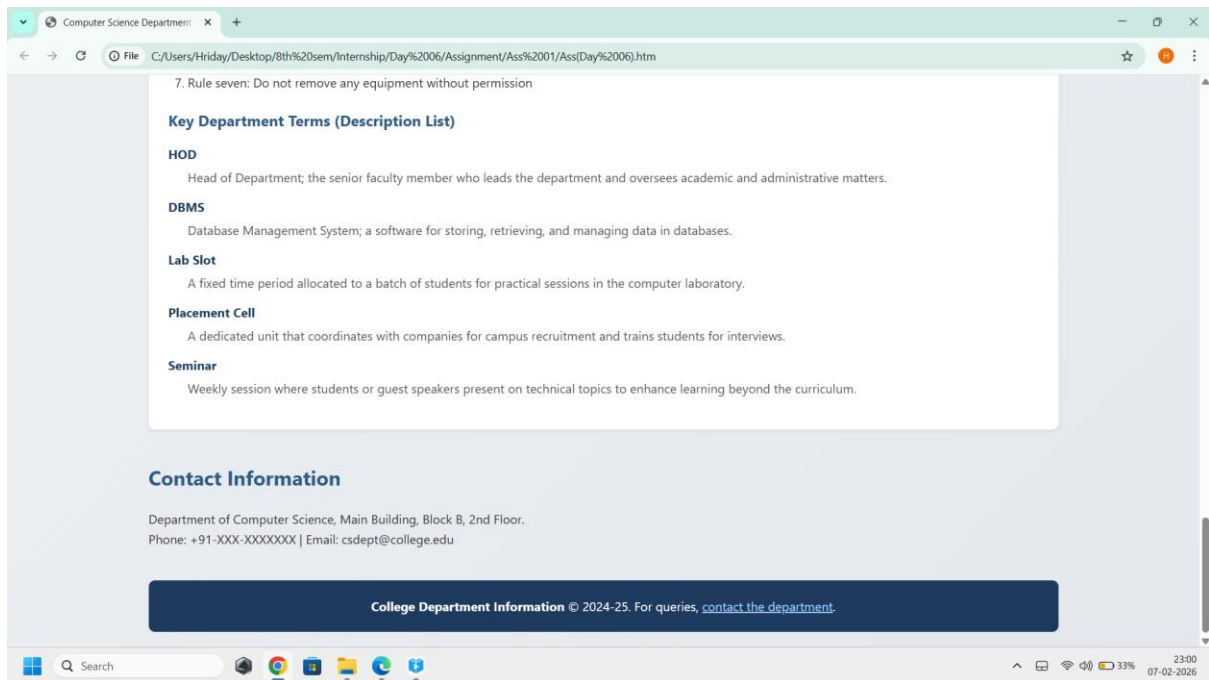 Computer Science Department
File C:/Users/Hriday/Desktop/8th%20sem/Internship/Day%2006/Assignment/Ass%2001/Ass(Day%2006).htm
H
7. Rule seven: Do not remove any equipment without permission
Key Department Terms (Description List)
HOD
Head of Department; the senior faculty member who leads the department and oversees academic and administrative matters.
DBMS
Database Management System; a software for storing, retrieving, and managing data in databases.
Lab Slot
A fixed time period allocated to a batch of students for practical sessions in the computer laboratory.
Placement Cell
A dedicated unit that coordinates with companies for campus recruitment and trains students for interviews.
Seminar
Weekly session where students or guest speakers present on technical topics to enhance learning beyond the curriculum.
Contact Information
Department of Computer Science, Main Building, Block B, 2nd Floor.
Phone: +91-XXX-XXXXXXX | Email: csdept@college.edu
College Department Information © 2024-25. For queries, contact the department.
Search
33%
23:00
07-02-2026